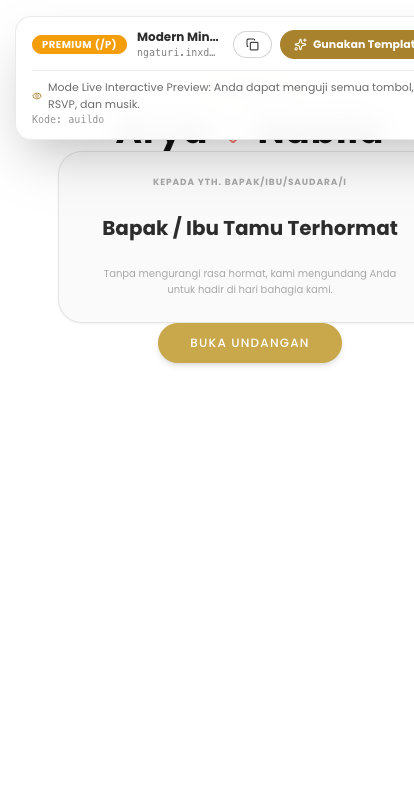 PREMIUM (/P)
Modern Min...
ngaturi.inxd...
Gunakan Templat
Mode Live Interactive Preview: Anda dapat menguji semua tombol,
RSVP, dan musik.
Kode: auildo
KEPADA YTH. BAPAK/IBU/SAUDARA/I
Bapak / Ibu Tamu Terhormat
Tanpa mengurangi rasa hormat, kami mengundang Anda
untuk hadir di hari bahagia kami.
BUKA UNDANGAN